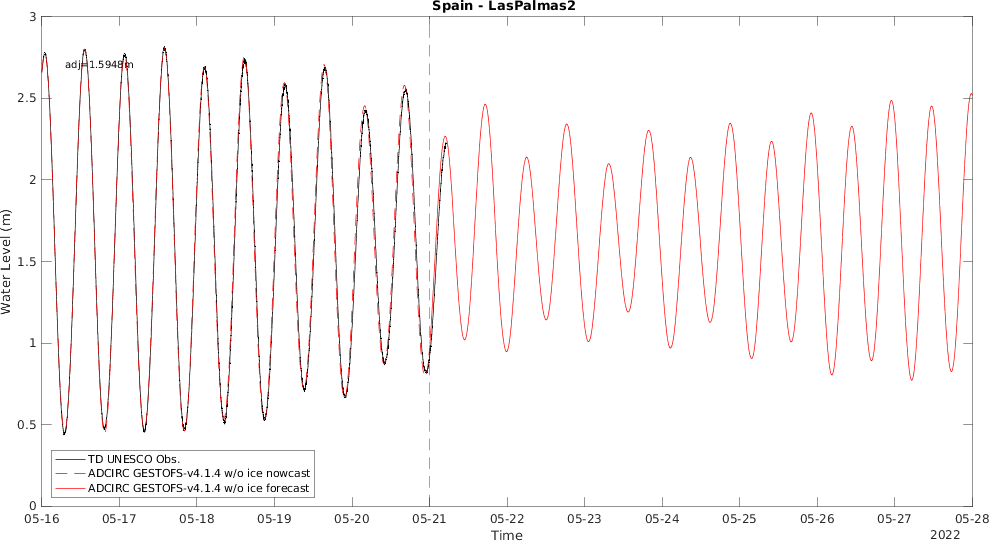 Spain - LasPalmas2
adj=1.5948m
Water Level (m)
3
2.5
2
1.5
1
0.5
0
TD UNESCO Obs.
ADCIRC GESTOFS-v4.1.4 w/o ice nowcast
ADCIRC GESTOFS-v4.1.4 w/o ice forecast
05-16 05-17 05-18 05-19 05-20 05-21 05-22 05-23 05-24 05-25 05-26 05-27 05-28
Time
2022